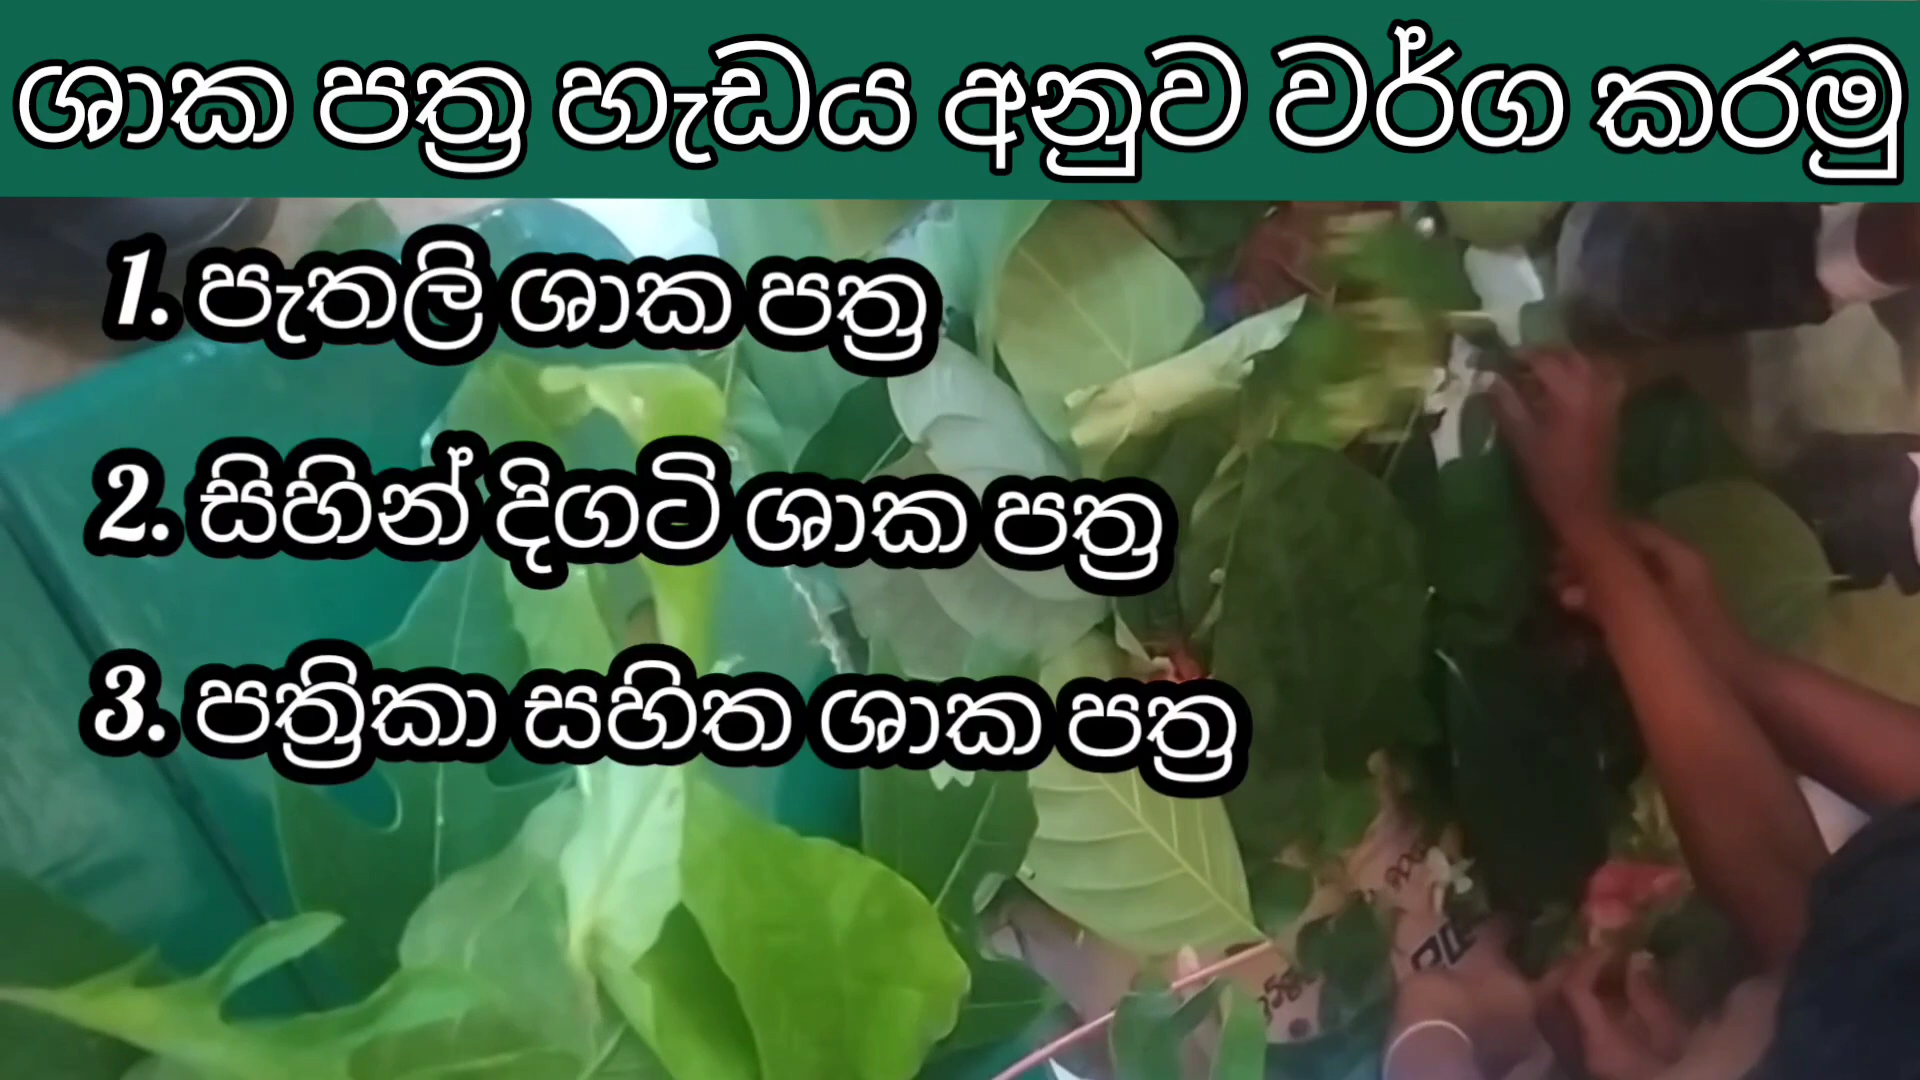 ශාක පත්‍ර හැඩය අනුව වර්ග කරමු
1. පැතලි ශාක පත්‍ර
2. සිහින් දිගටි ශාක පත්‍ර
3. පත්‍රිකා සහිත ශාක පත්‍ර